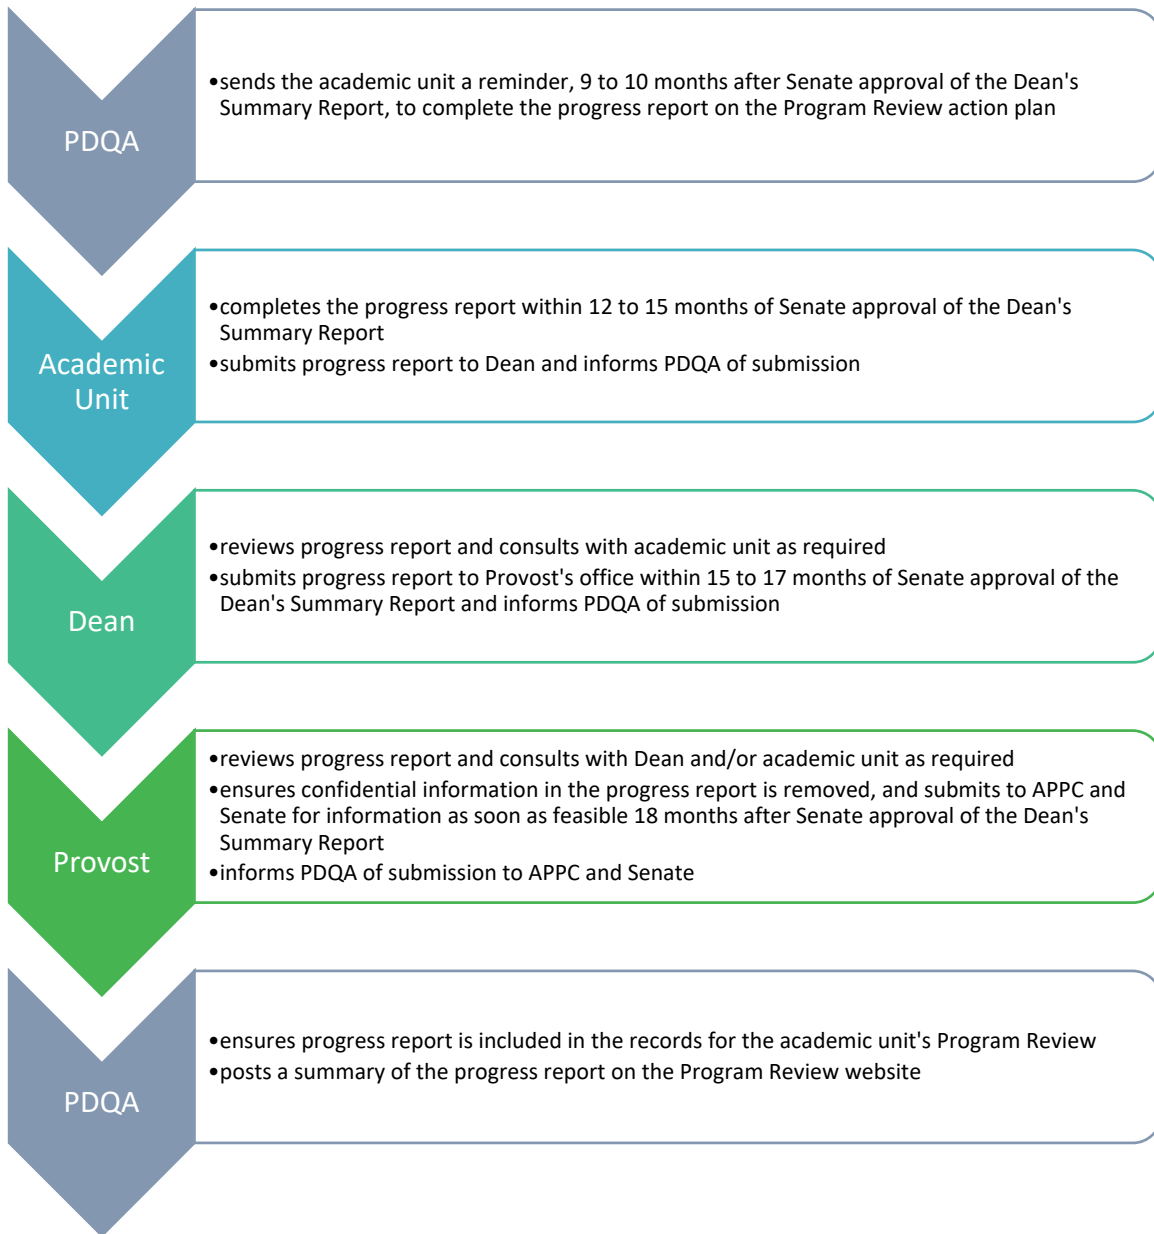 PDQA
•sends the academic unit a reminder, 9 to 10 months after Senate approval of the Dean's
Summary Report, to complete the progress report on the Program Review action plan
Academic
Unit
•completes the progress report within 12 to 15 months of Senate approval of the Dean's
Summary Report
•submits progress report to Dean and informs PDQA of submission
Dean
•reviews progress report and consults with academic unit as required
•submits progress report to Provost's office within 15 to 17 months of Senate approval of the
Dean's Summary Report and informs PDQA of submission
Provost
•reviews progress report and consults with Dean and/or academic unit as required
•ensures confidential information in the progress report is removed, and submits to APPC and
Senate for information as soon as feasible 18 months after Senate approval of the Dean's
Summary Report
•informs PDQA of submission to APPC and Senate
PDQA
•ensures progress report is included in the records for the academic unit's Program Review
•posts a summary of the progress report on the Program Review website